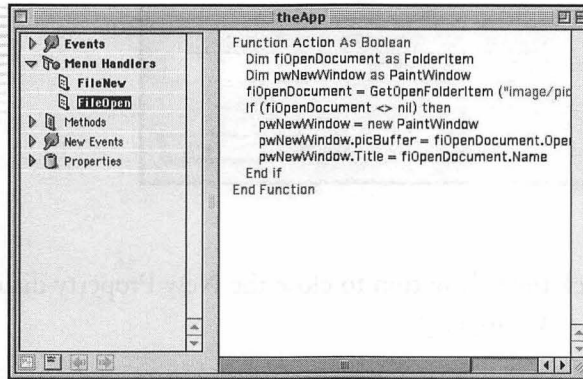 theApp
Events
Menu Handlers
FileNew
FileOpen
Methods
New Events
Properties
Function Action As Boolean
Dim fiOpenDocument as FolderItem
Dim pwNewWindow as PaintWindow
fiOpenDocument = GetOpenFolderItem ("image/pic
If (fiOpenDocument <> nil) then
pwNewWindow = new PaintWindow
pwNewWindow.picBuffer = fiOpenDocument.Ope
pwNewWindow.Title = fiOpenDocument.Name
End if
End Function